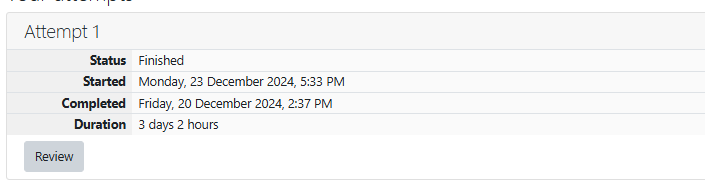 Attempt 1
Status Finished
Started Monday, 23 December 2024, 5:33 PM
Completed Friday, 20 December 2024, 2:37 PM
Duration 3 days 2 hours
Review